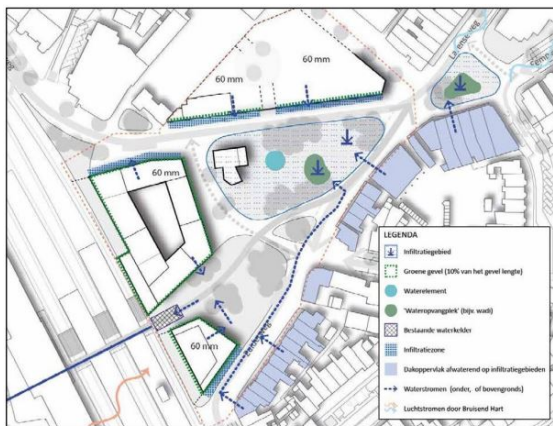 60 mm
60 mm
60 mm
60 mm
LEGENDA
Infiltratiegebied
Groene gevel (10% van het gevel lengte)
Waterelement
'Wateropvangplek' (bijv. wadi)
Bestaande waterkelder
Infiltratiezone
Dakoppervlak afwaterend op infiltratiegebieden
Waterstromen (onder, of bovengronds)
Luchtstromen door Bruisend Hart